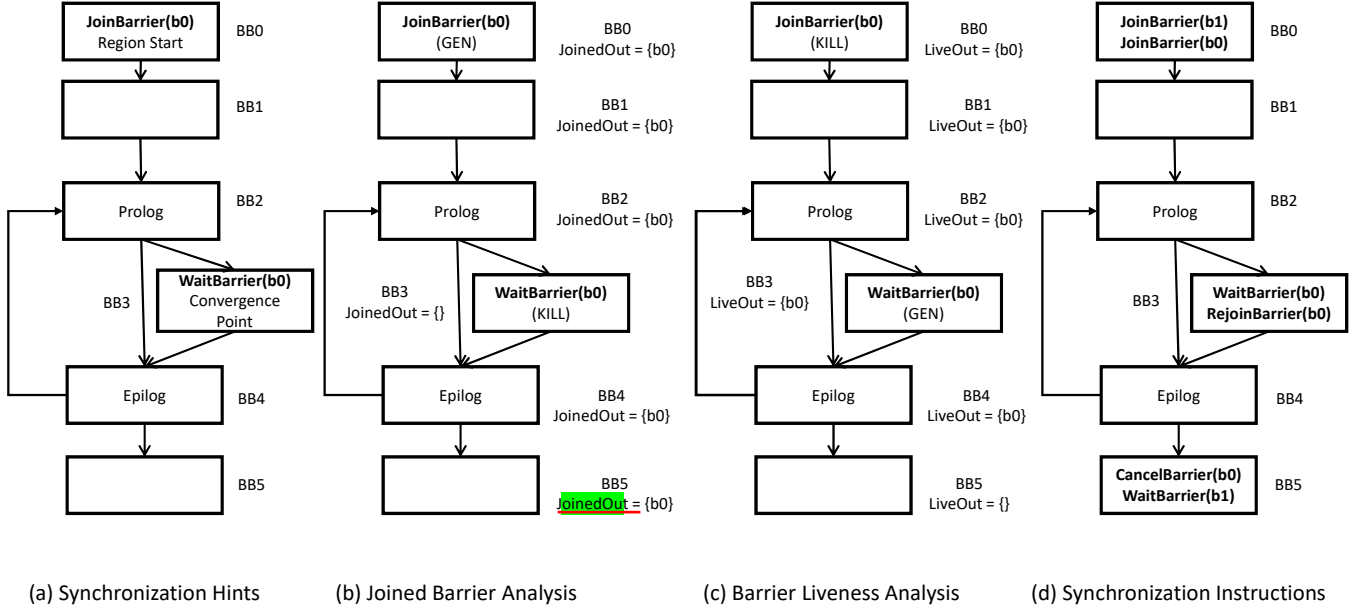 JoinBarrier(b0)
Region Start
BB0
BB1
Prolog
BB2
WaitBarrier(b0)
Convergence
Point
BB3
Epilog
BB4
BB5
(a) Synchronization Hints
JoinBarrier(b0)
(GEN)
BB0
JoinedOut = {b0}
BB1
JoinedOut = {b0}
Prolog
BB2
JoinedOut = {b0}
BB3
JoinedOut = {}
WaitBarrier(b0)
(KILL)
Epilog
BB4
JoinedOut = {b0}
BB5
JoinedOut = {b0}
(b) Joined Barrier Analysis
JoinBarrier(b0)
(KILL)
BB0
LiveOut = {b0}
BB1
LiveOut = {b0}
Prolog
BB2
LiveOut = {b0}
BB3
LiveOut = {b0}
WaitBarrier(b0)
(GEN)
Epilog
BB4
LiveOut = {b0}
BB5
LiveOut = {}
(c) Barrier Liveness Analysis
JoinBarrier(b1)
JoinBarrier(b0)
BB0
BB1
Prolog
BB2
BB3
WaitBarrier(b0)
RejoinBarrier(b0)
Epilog
BB4
CancelBarrier(b0)
WaitBarrier(b1)
BB5
(d) Synchronization Instructions